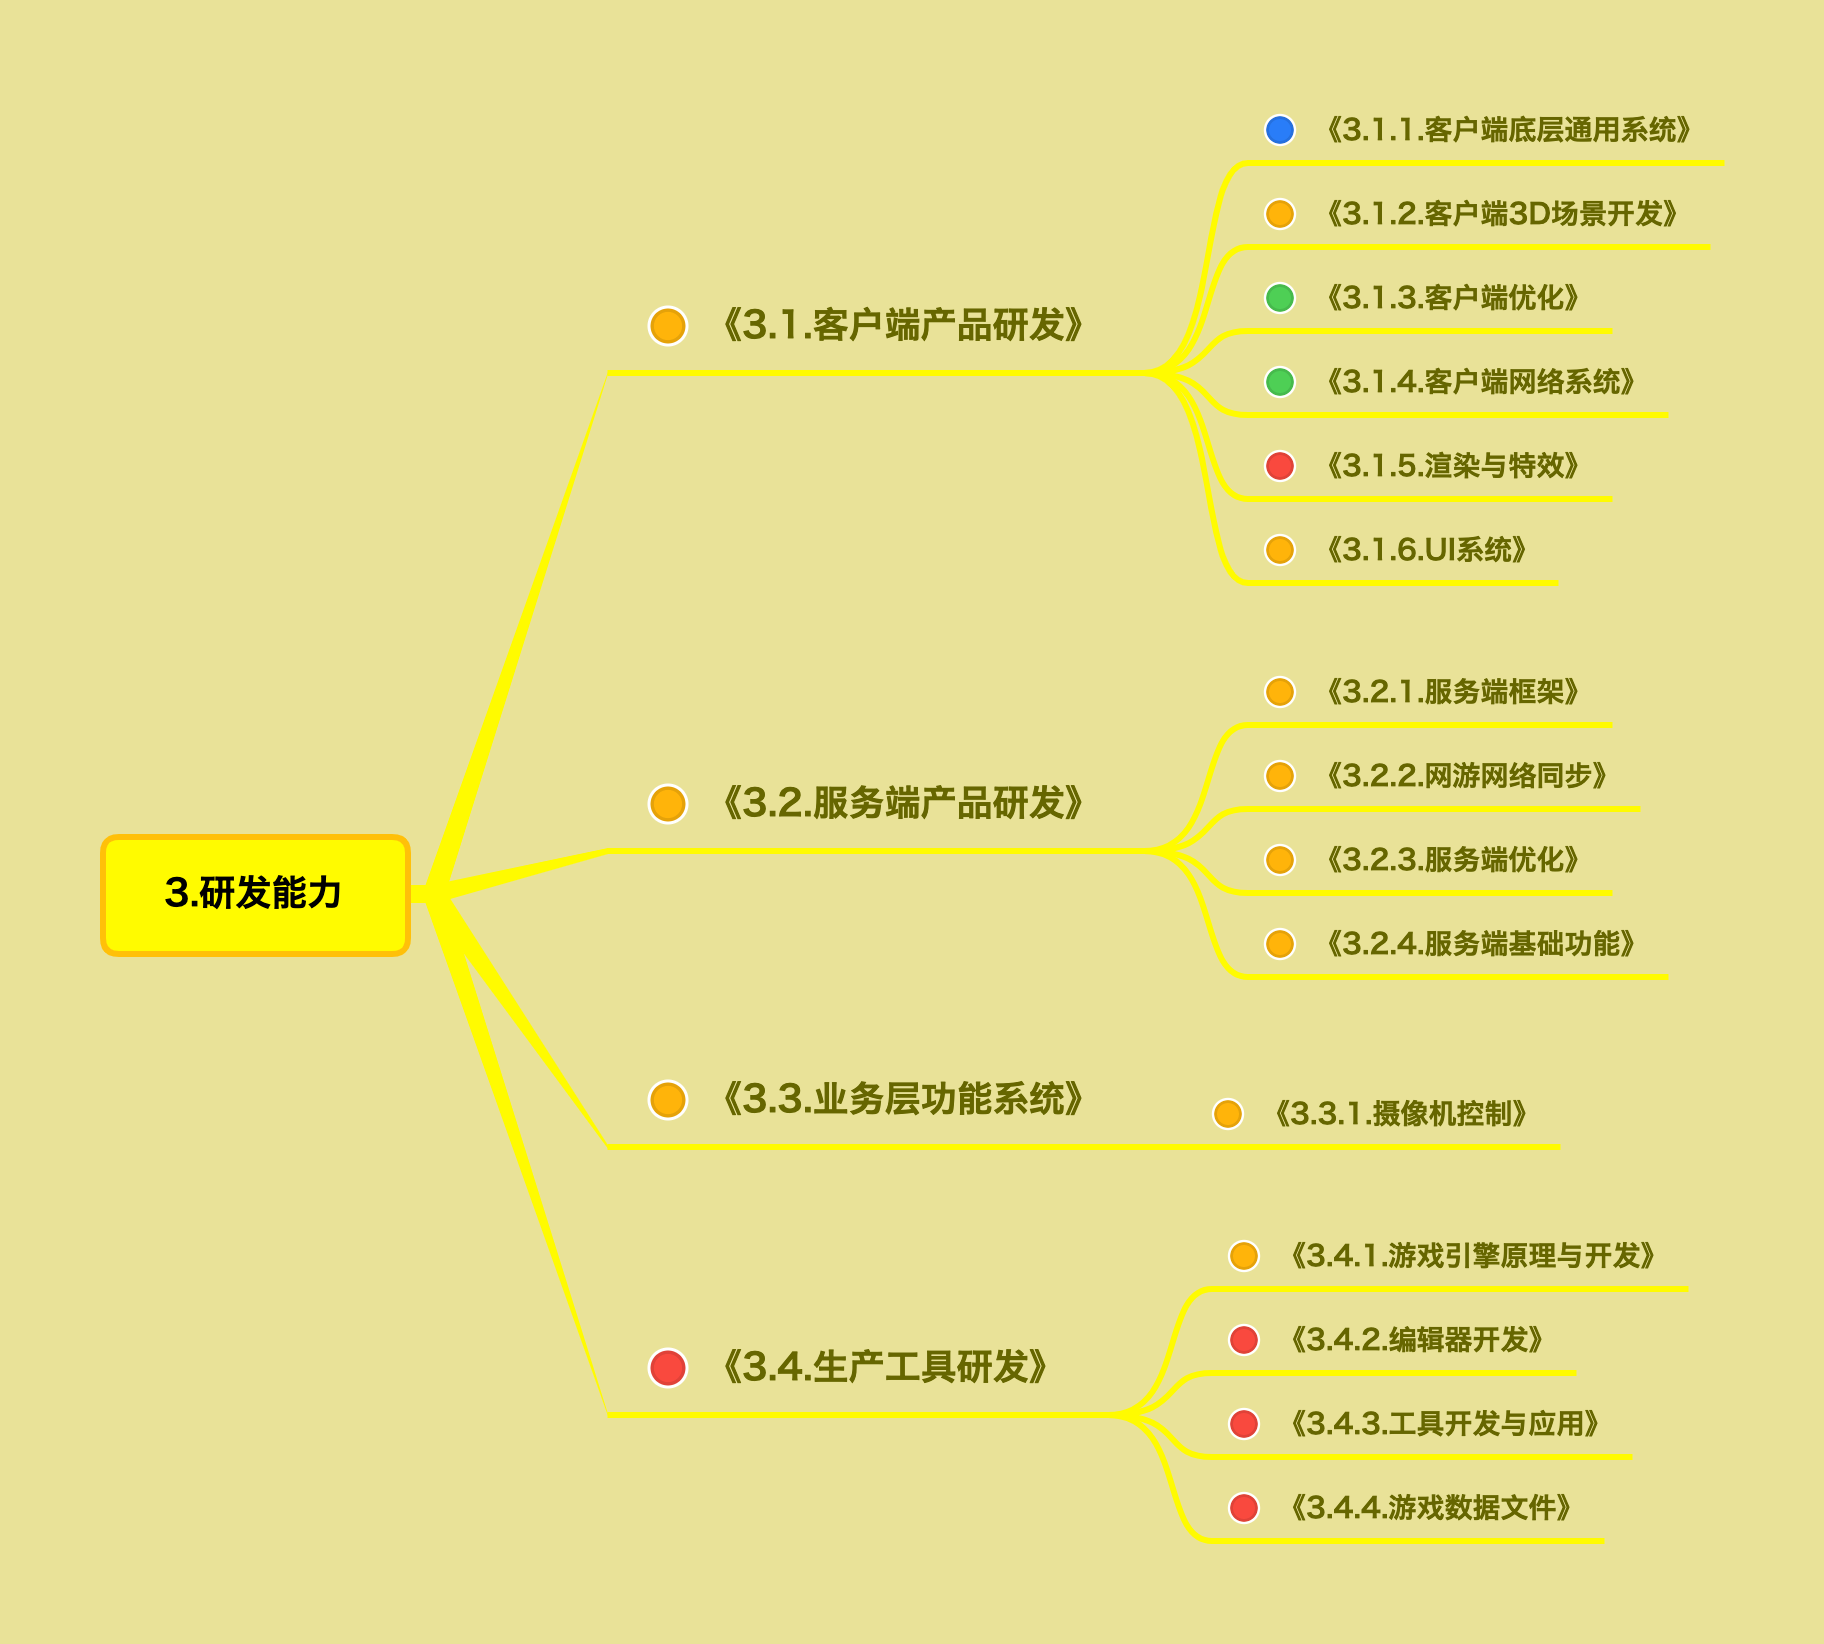 3.研发能力
《3.1.客户端产品研发》
《3.1.1.客户端底层通用系统》
《3.1.2.客户端3D场景开发》
《3.1.3.客户端优化》
《3.1.4.客户端网络系统》
《3.1.5.渲染与特效》
《3.1.6.UI系统》
《3.2.服务端产品研发》
《3.2.1.服务端框架》
《3.2.2.网游网络同步》
《3.2.3.服务端优化》
《3.2.4.服务端基础功能》
《3.3.业务层功能系统》
《3.3.1.摄像机控制》
《3.4.生产工具研发》
《3.4.1.游戏引擎原理与开发》
《3.4.2.编辑器开发》
《3.4.3.工具开发与应用》
《3.4.4.游戏数据文件》